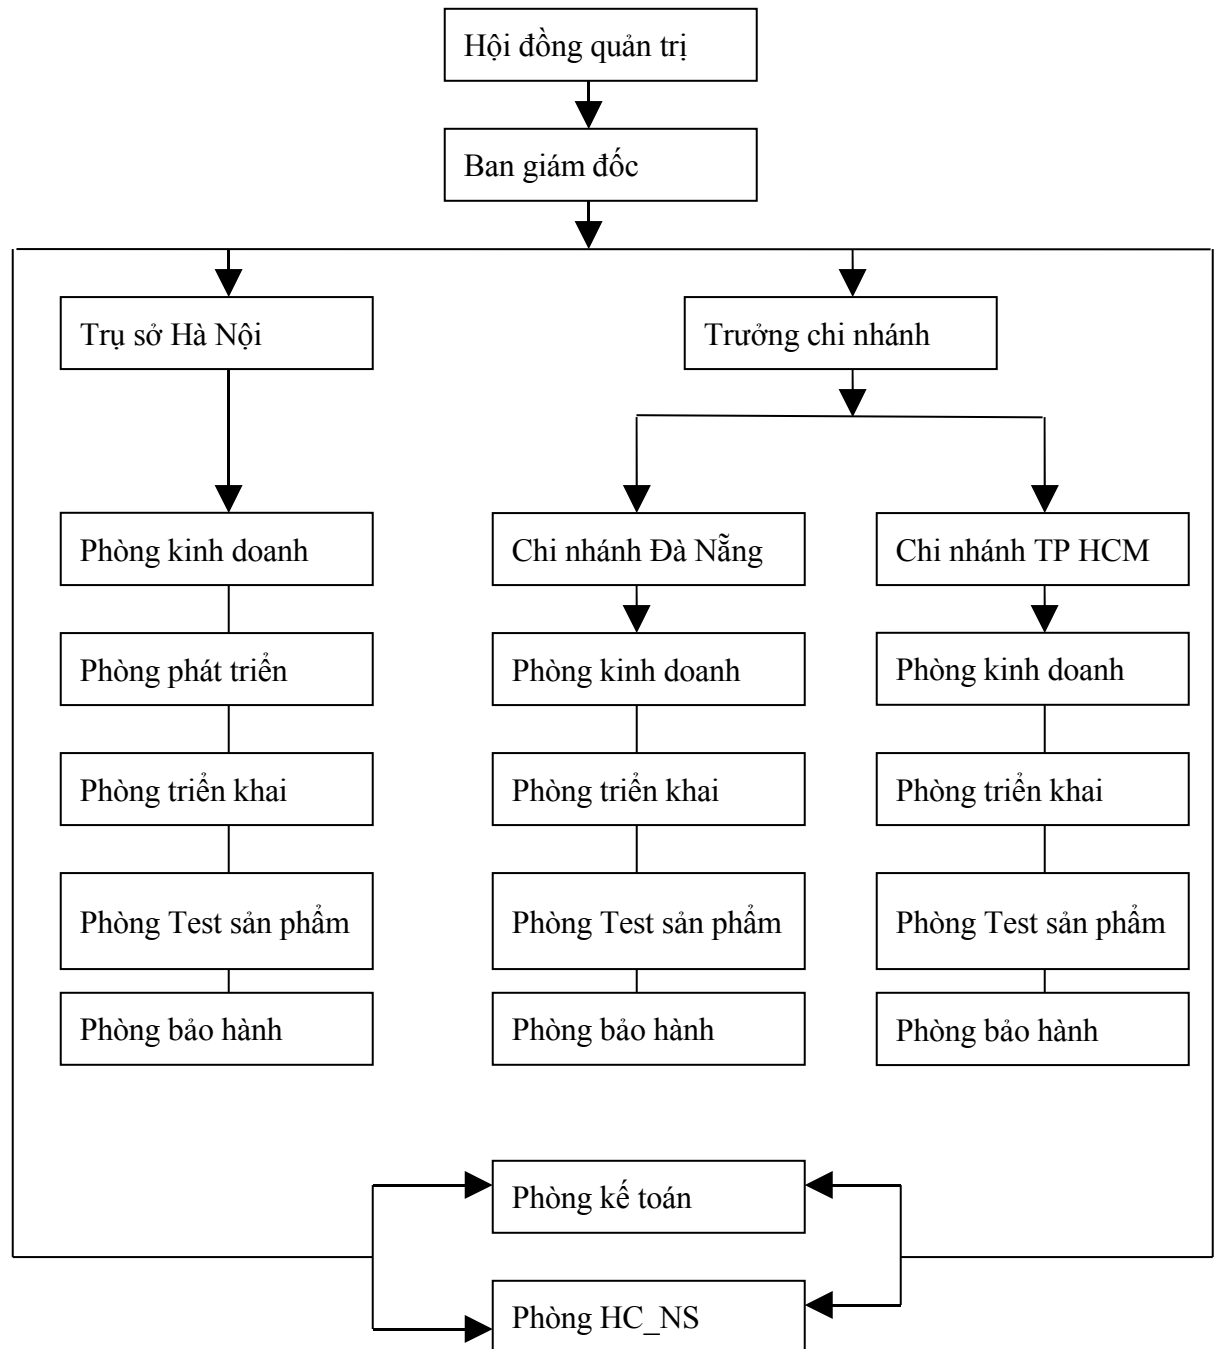 Hội đồng quản trị
Ban giám đốc
Trụ sở Hà Nội
Trưởng chi nhánh
Phòng kinh doanh
Chi nhánh Đà Nẵng
Chi nhánh TP HCM
Phòng phát triển
Phòng kinh doanh
Phòng kinh doanh
Phòng triển khai
Phòng triển khai
Phòng triển khai
Phòng Test sản phẩm
Phòng Test sản phẩm
Phòng Test sản phẩm
Phòng bảo hành
Phòng bảo hành
Phòng bảo hành
Phòng kế toán
Phòng HC_NS